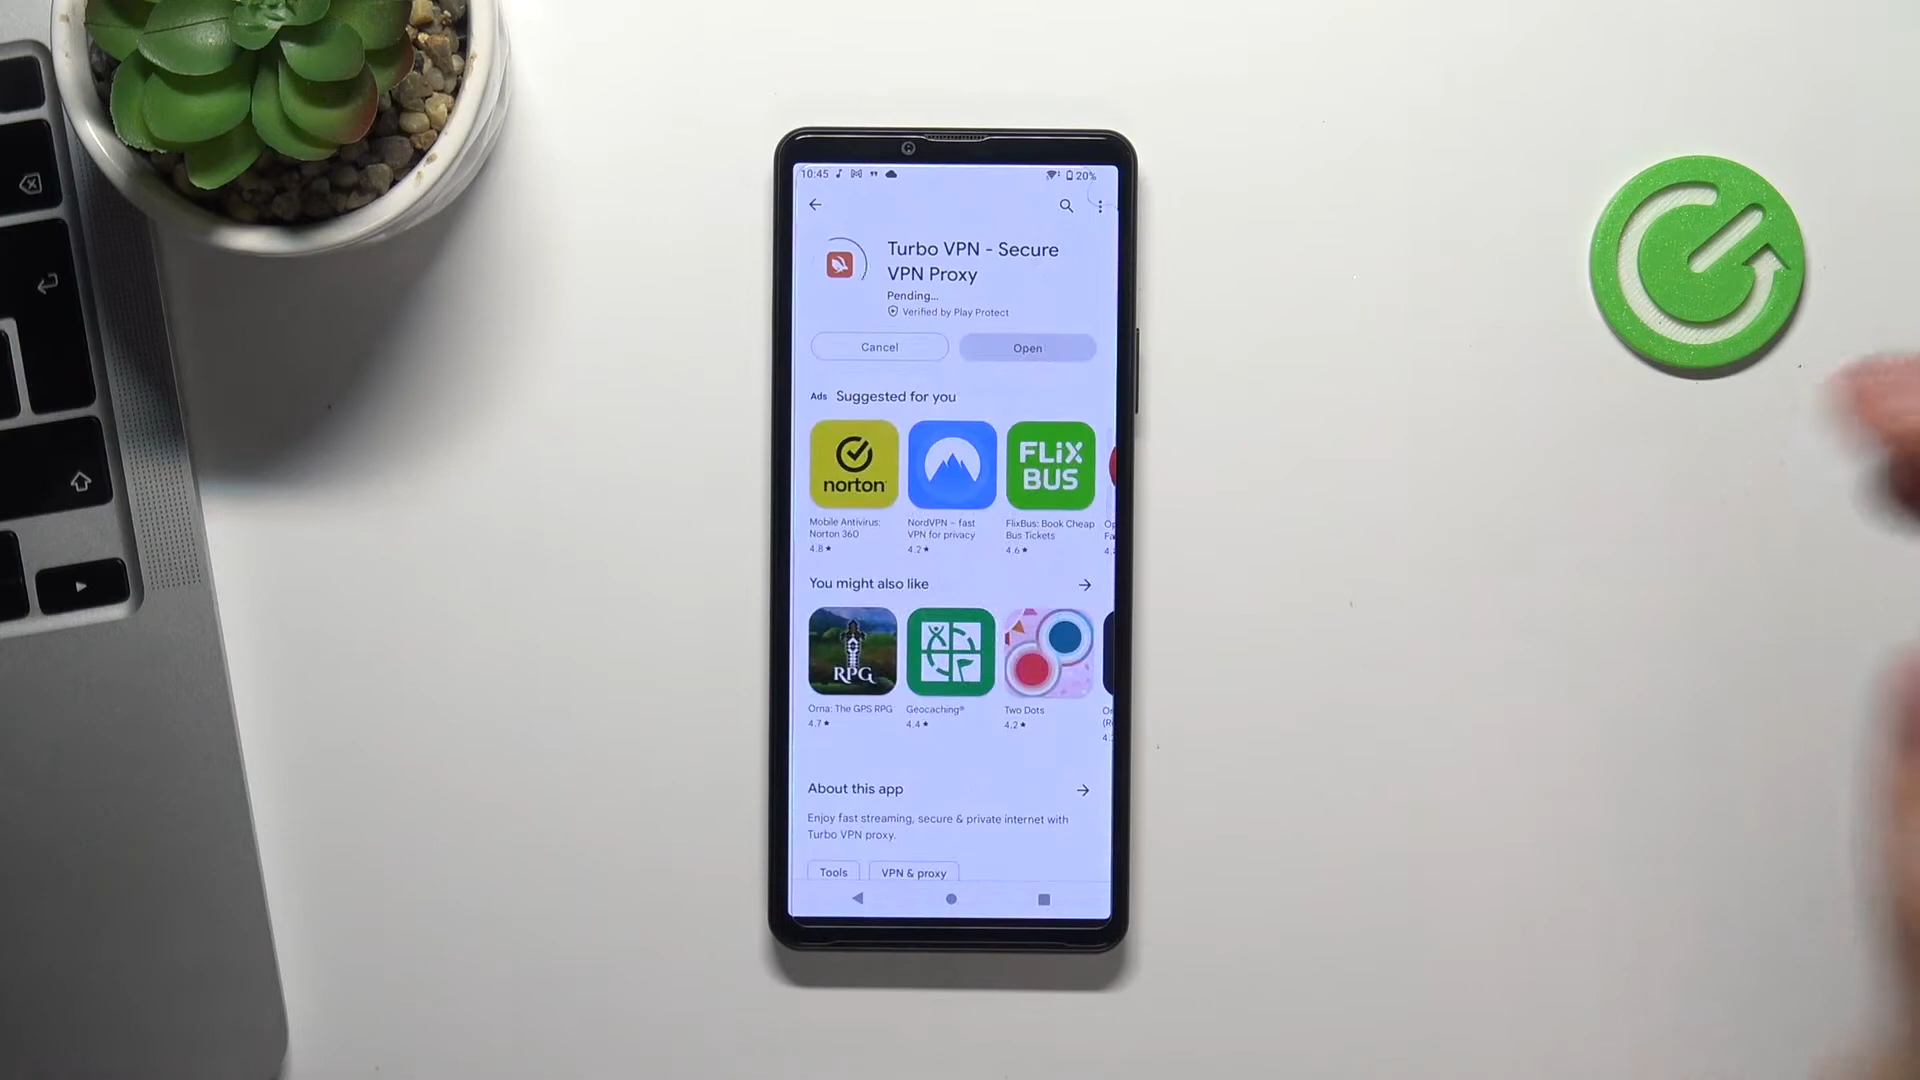 10:45
20%
Turbo VPN - Secure
VPN Proxy
Pending...
Verified by Play Protect
Cancel
Open
Ads Suggested for you
norton
FLiX
BUS
Mobile Antivirus:
Norton 360
4.8★
NordVPN – fast
VPN for privacy
4.2★
FlixBus: Book Cheap
Bus Tickets
4.6★
You might also like
RPG
Orna: The GPS RPG
4.7★
Geocaching®
4.4★
Two Dots
4.2★
About this app
Enjoy fast streaming, secure & private internet with
Turbo VPN proxy.
Tools
VPN & proxy